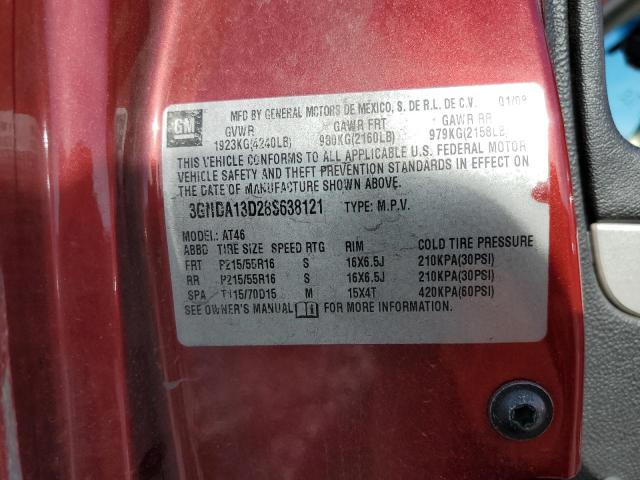 GM MFD BY GENERAL MOTORS DE MEXICO, S. DE R.L. DE C.V. 01/08
GVWR GAWR FRT GAWR RR
1923KG(4240LB) 980KG(2160LB) 979KG(2158LB)
THIS VEHICLE CONFORMS TO ALL APPLICABLE U.S. FEDERAL MOTOR
VEHICLE SAFETY AND THEFT PREVENTION STANDARDS IN EFFECT ON
THE DATE OF MANUFACTURE SHOWN ABOVE.
3GNDA13D28S638121 TYPE: M.P.V.
MODEL: AT46
TIRE SIZE SPEED RTG RIM COLD TIRE PRESSURE
FRT P215/55R16 S 16X6.5J 210KPA(30PSI)
RR P215/55R16 S 16X6.5J 210KPA(30PSI)
SPA T115/70D15 M 15X4T 420KPA(60PSI)
SEE OWNER'S MANUAL FOR MORE INFORMATION.